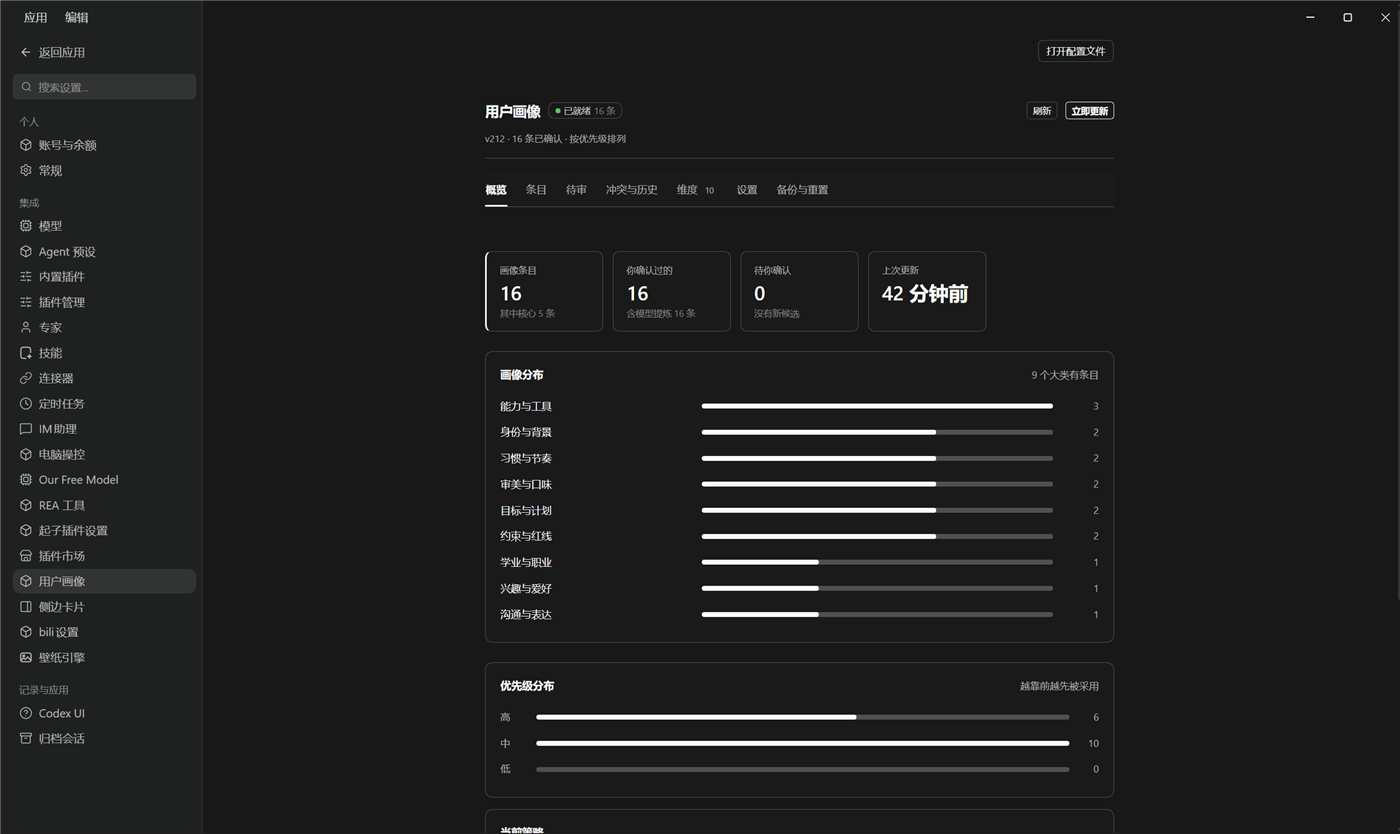 应用 编辑
返回应用
搜索设置...
个人
账号与余额
常规
集成
模型
Agent 预设
内置插件
插件管理
专家
技能
连接器
定时任务
IM 助理
电脑操控
Our Free Model
REA 工具
起子插件设置
插件市场
用户画像
侧边卡片
bili 设置
壁纸引擎
记录与应用
Codex UI
归档会话
打开配置文件
用户画像 已就绪 16 条 刷新 立即更新
v212 · 16 条已确认 · 按优先级排列
概览 条目 待审 冲突与历史 维度 10 设置 备份与重置
画像条目
16
其中核心 5 条
你确认过的
16
含模型提炼 16 条
待你确认
0
没有新候选
上次更新
42 分钟前
画像分布 9 个大类有条目
能力与工具 3
身份与背景 2
习惯与节奏 2
审美与口味 2
目标与计划 2
约束与红线 2
学业与职业 1
兴趣与爱好 1
沟通与表达 1
优先级分布 越靠前越先被采用
高 6
中 10
低 0
当前策略